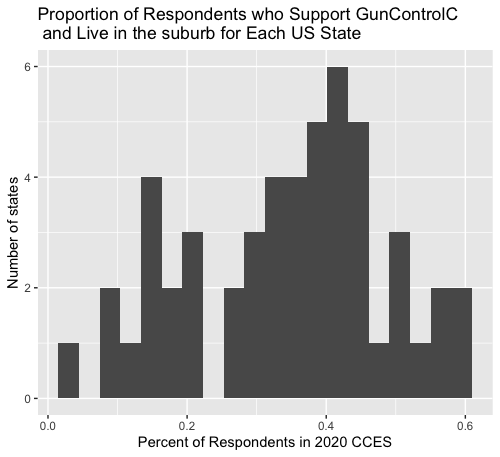 Proportion of Respondents who Support GunControlC
and Live in the suburb for Each US State
6
4
2
0
Number of states
0.0 0.2 0.4 0.6
Percent of Respondents in 2020 CCES